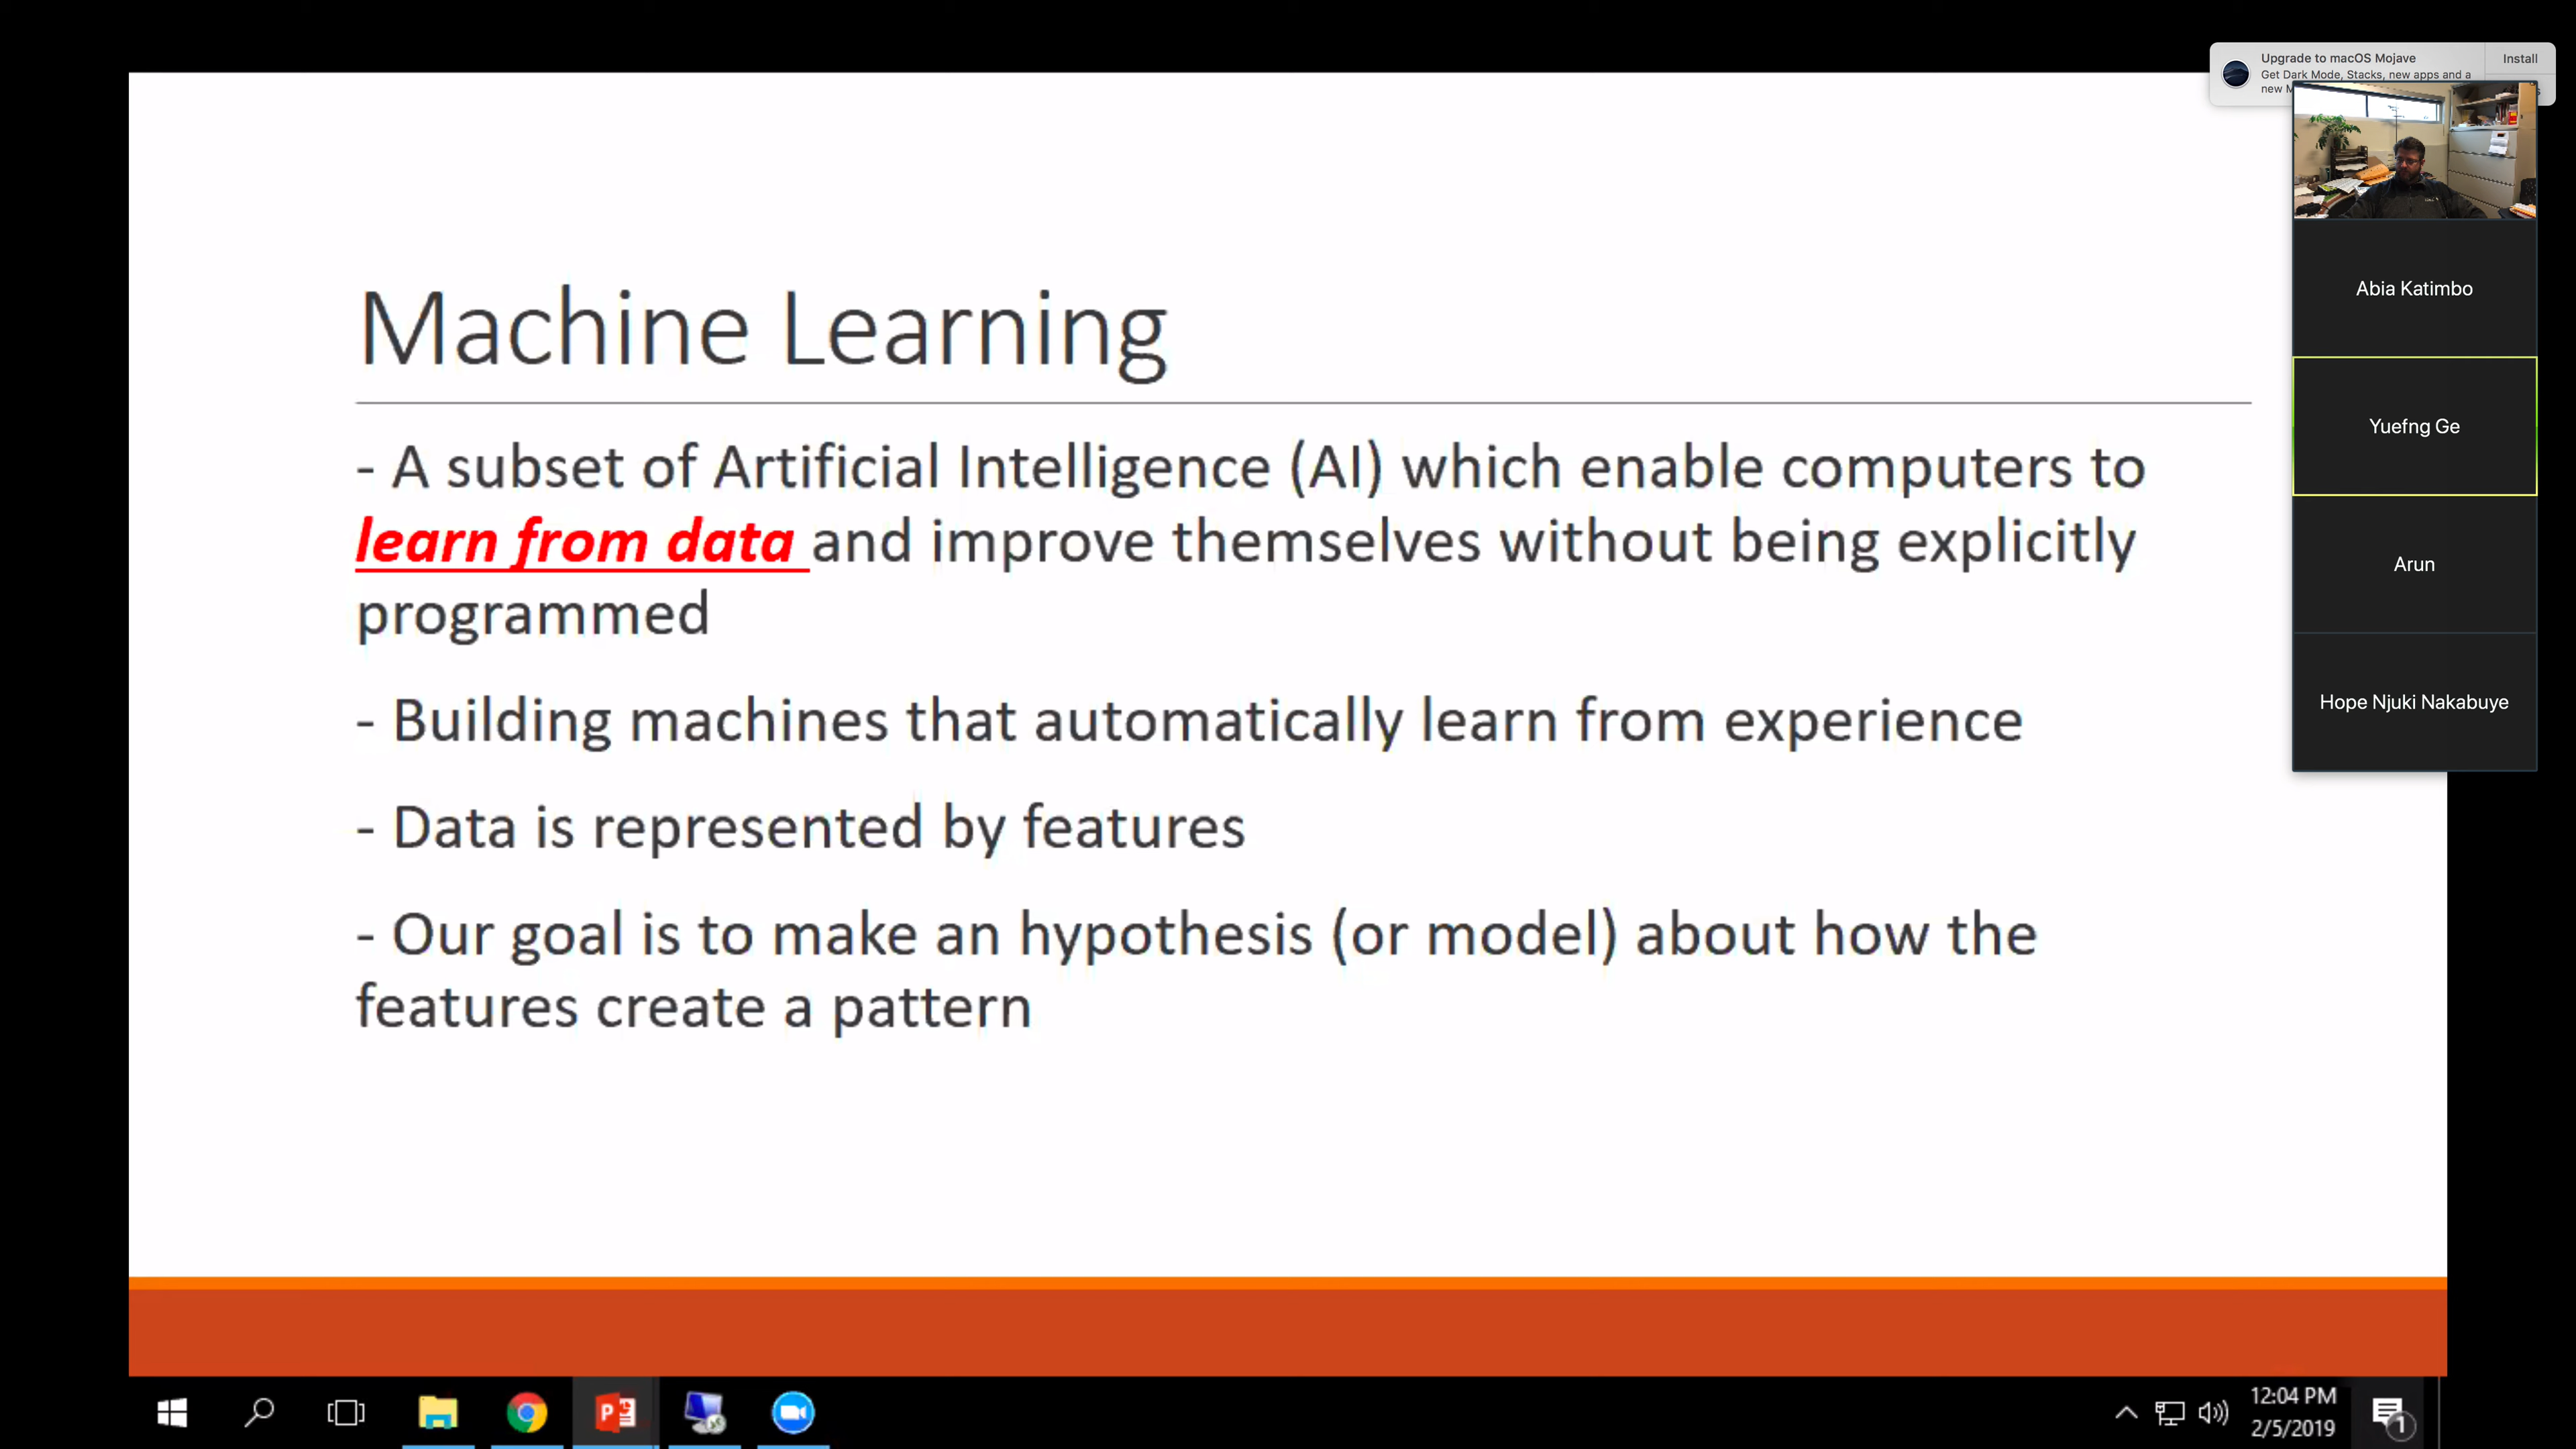 Upgrade to macOS Mojave
Install
Get Dark Mode, Stacks, new apps and a
new
Machine Learning
- A subset of Artificial Intelligence (AI) which enable computers to
learn from data and improve themselves without being explicitly
programmed
- Building machines that automatically learn from experience
- Data is represented by features
- Our goal is to make an hypothesis (or model) about how the
features create a pattern
Abia Katimbo
Yuefng Ge
Arun
Hope Njuki Nakabuye
12:04 PM
2/5/2019
1